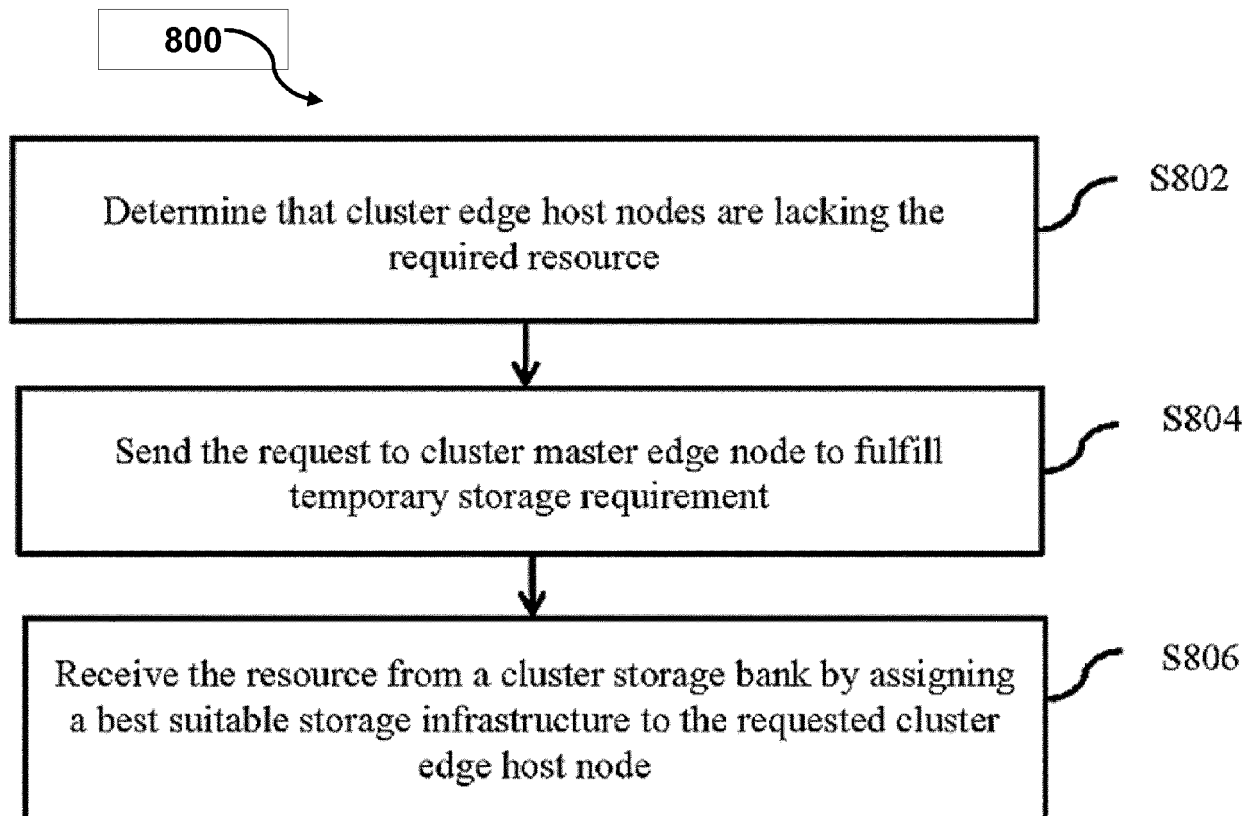 800
Determine that cluster edge host nodes are lacking the
required resource
S802
Send the request to cluster master edge node to fulfill
temporary storage requirement
S804
Receive the resource from a cluster storage bank by assigning
a best suitable storage infrastructure to the requested cluster
edge host node
S806